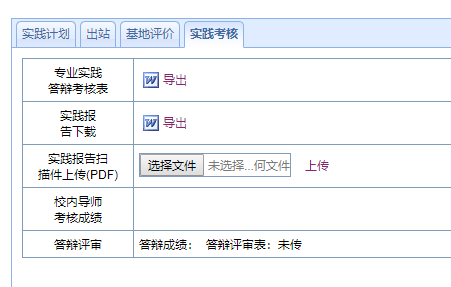 实践计划 出站 基地评价 实践考核
专业实践
答辩考核表
导出
实践报
告下载
导出
实践报告扫
描件上传(PDF)
选择文件 未选择...何文件 上传
校内导师
考核成绩
答辩评审 答辩成绩： 答辩评审表：未传